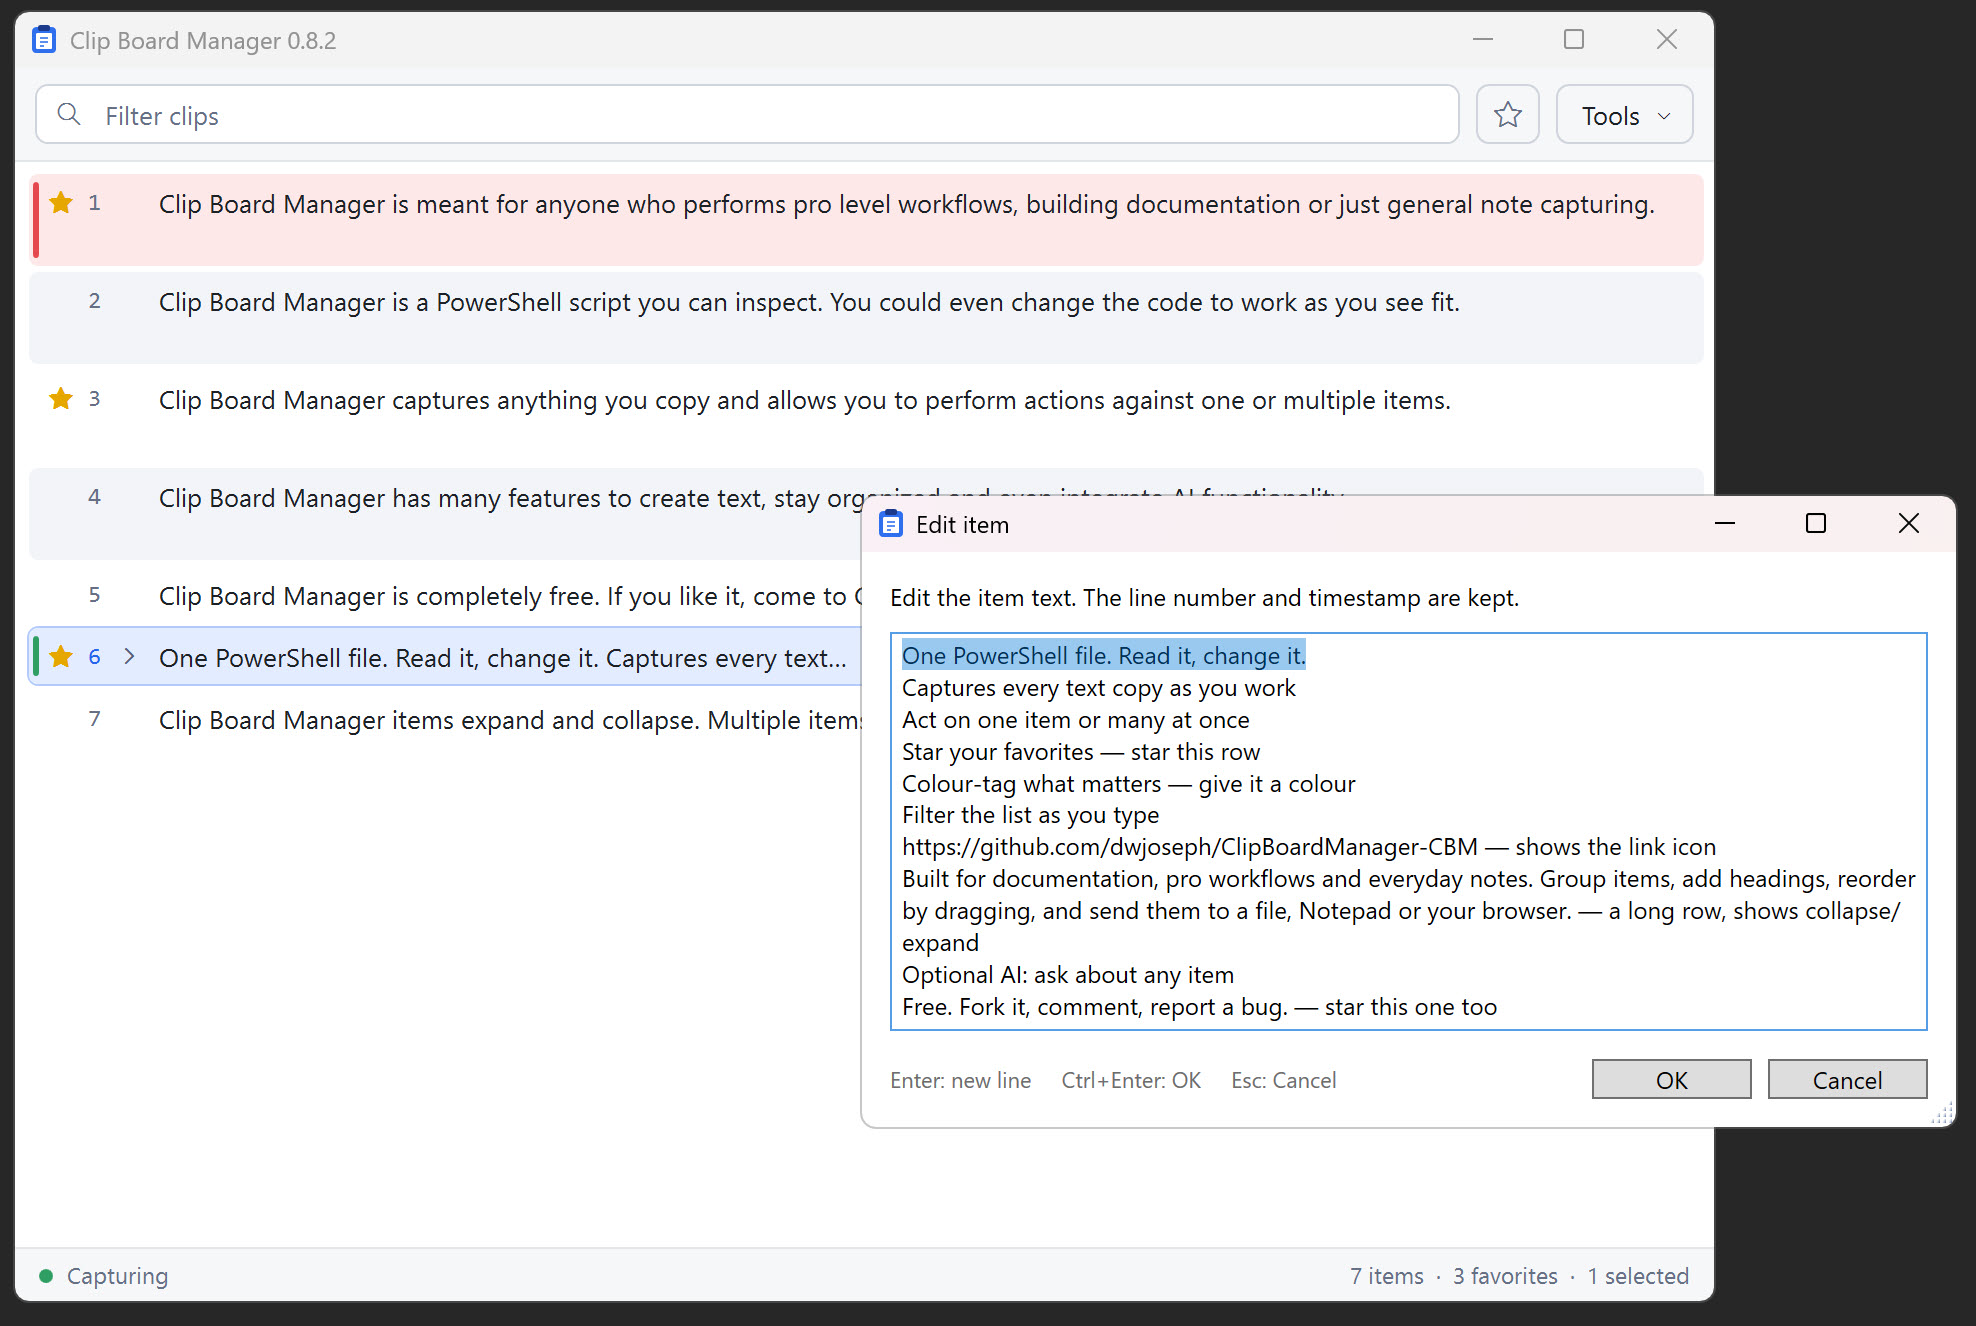 Clip Board Manager 0.8.2
Filter clips
Tools
1 Clip Board Manager is meant for anyone who performs pro level workflows, building documentation or just general note capturing.
2 Clip Board Manager is a PowerShell script you can inspect. You could even change the code to work as you see fit.
3 Clip Board Manager captures anything you copy and allows you to perform actions against one or multiple items.
4 Clip Board Manager has many features to create text, stay organized and even integrate AI functionality
5 Clip Board Manager is completely free. If you like it, come to
6 One PowerShell file. Read it, change it. Captures every text...
7 Clip Board Manager items expand and collapse. Multiple items
Edit item
Edit the item text. The line number and timestamp are kept.
One PowerShell file. Read it, change it.
Captures every text copy as you work
Act on one item or many at once
Star your favorites — star this row
Colour-tag what matters — give it a colour
Filter the list as you type
https://github.com/dwjoseph/ClipBoardManager-CBM — shows the link icon
Built for documentation, pro workflows and everyday notes. Group items, add headings, reorder
by dragging, and send them to a file, Notepad or your browser. — a long row, shows collapse/
expand
Optional AI: ask about any item
Free. Fork it, comment, report a bug. — star this one too
Enter: new line Ctrl+Enter: OK Esc: Cancel
OK Cancel
Capturing
7 items · 3 favorites · 1 selected